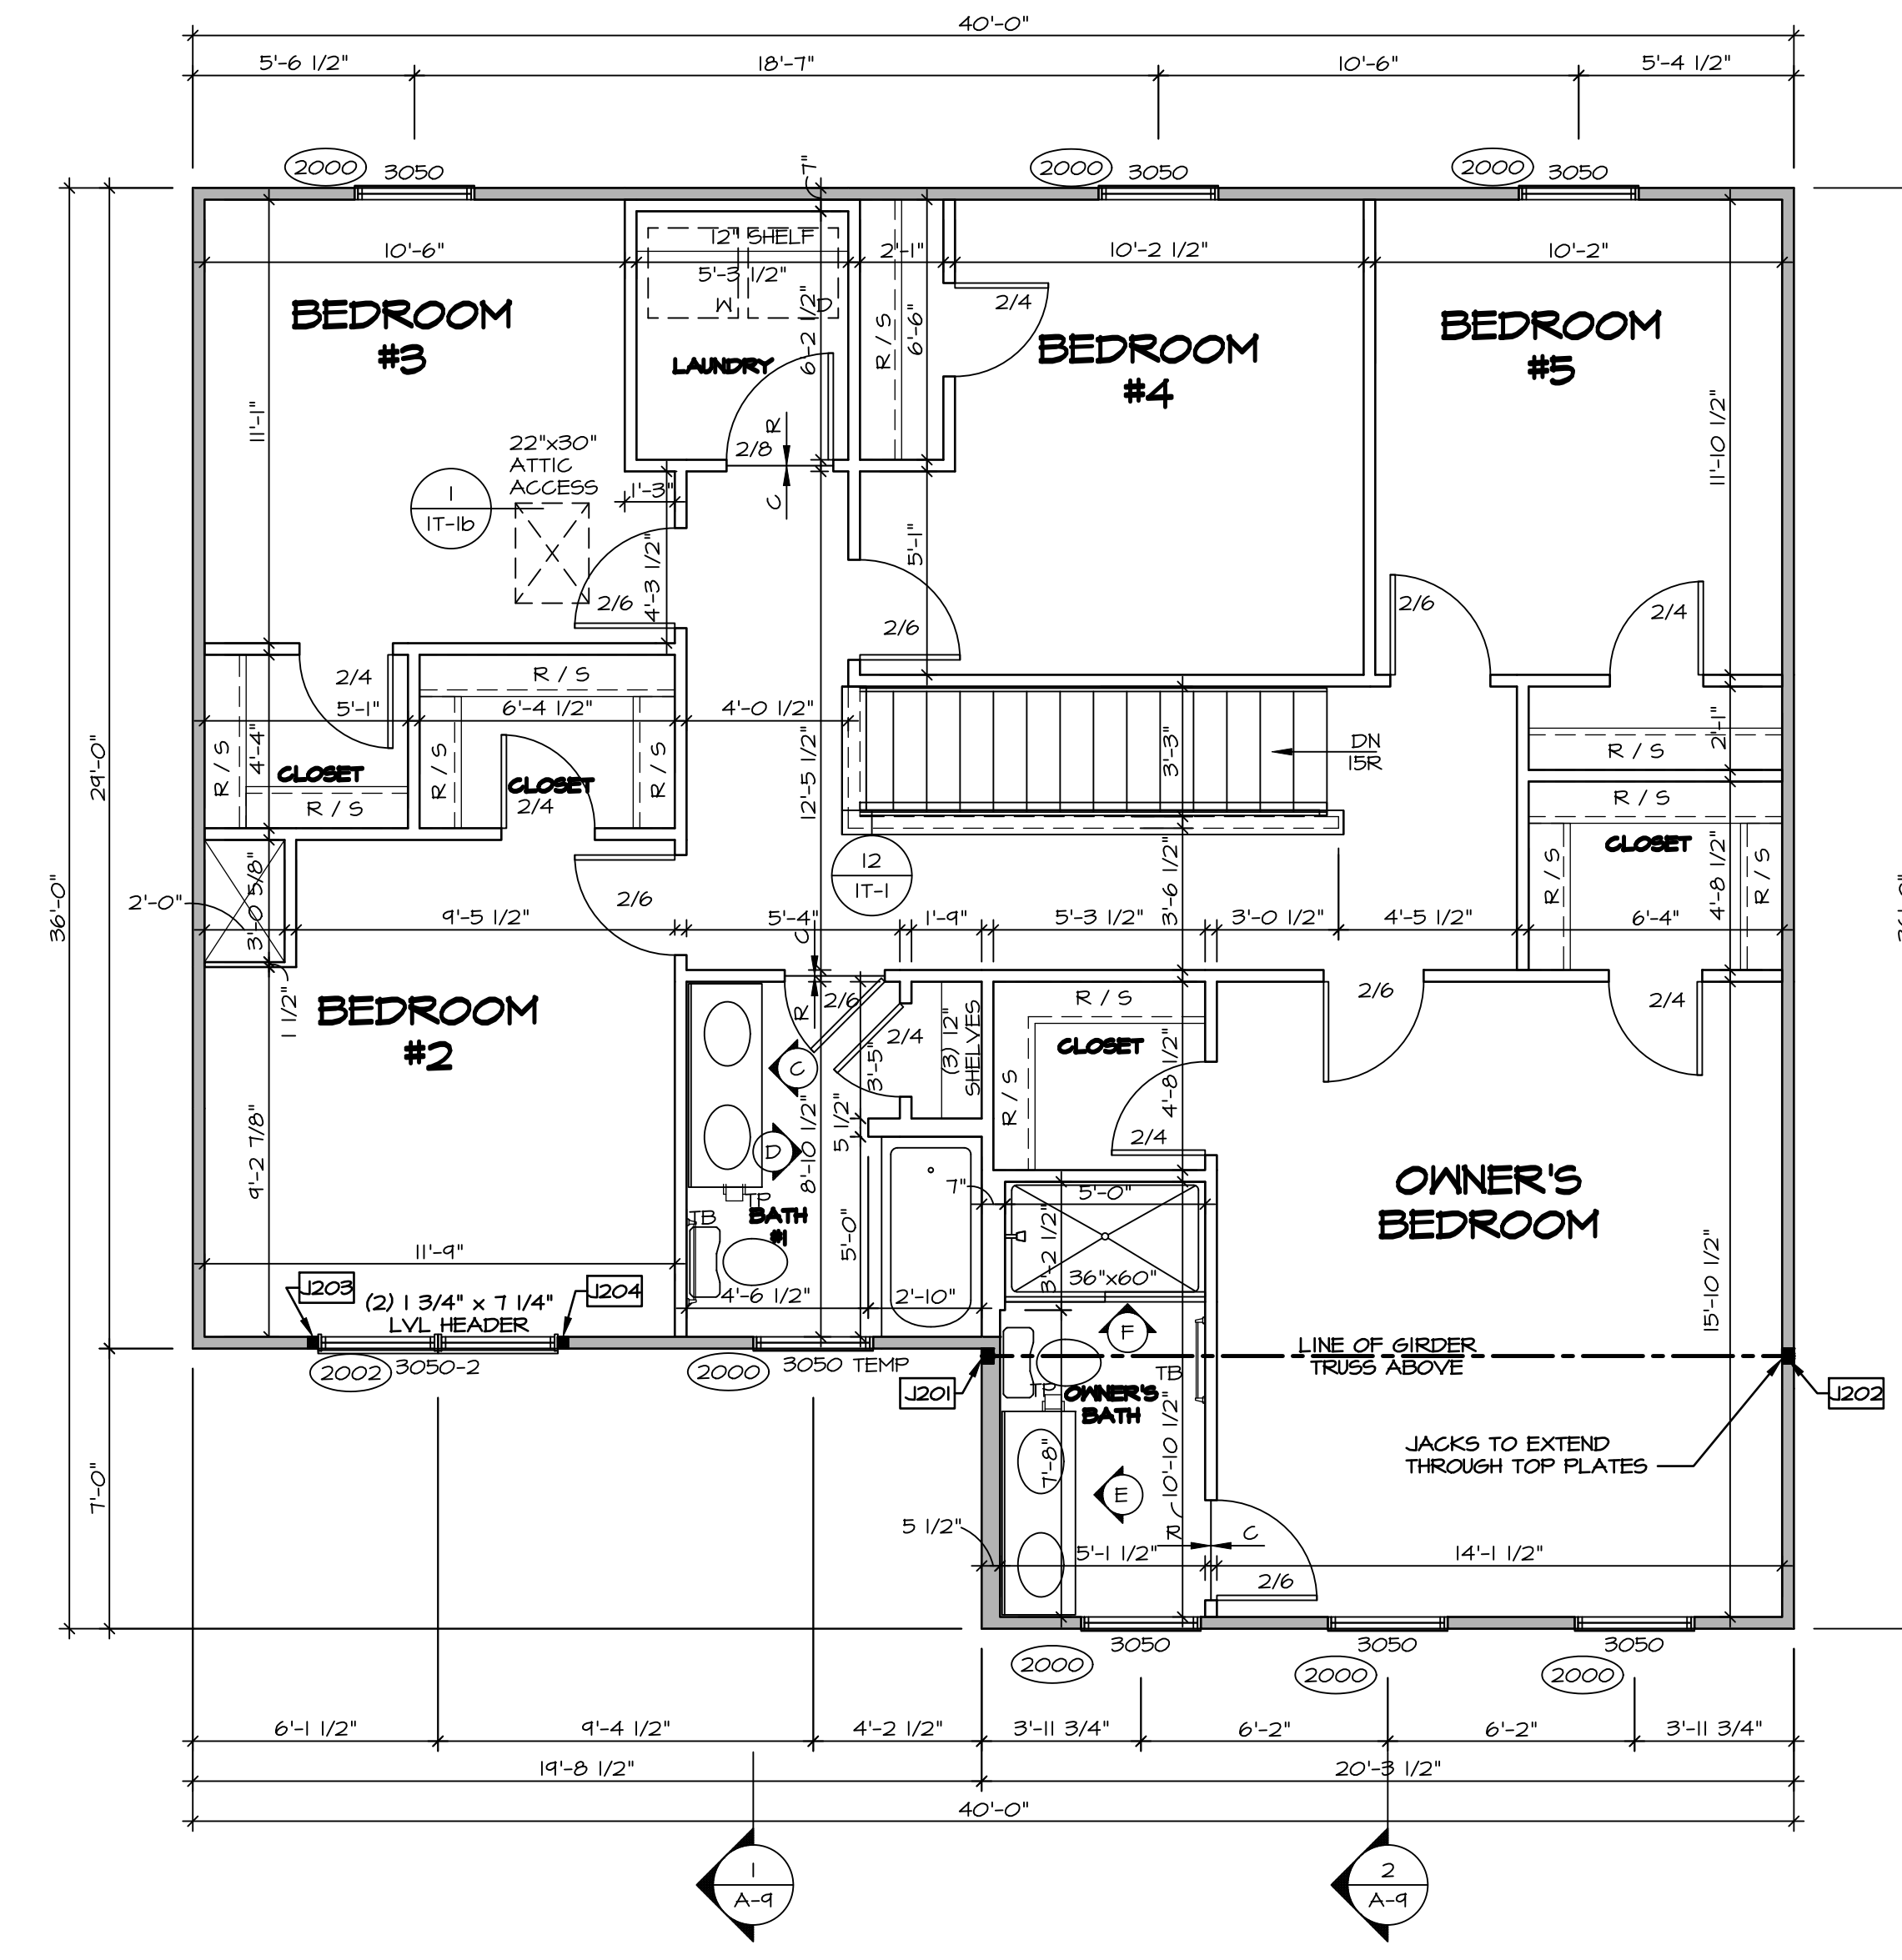 40'-0"
5'-6 1/2"
18'-7"
10'-6"
5'-4 1/2"
2000
3050
7"
2000
3050
2000
3050
12" SHELF
10'-6"
5'-3 1/2"
2'-1"
10'-2 1/2"
10'-2"
W
D
2/4
BEDROOM
#3
6'-2 1/2"
R / S
6'-6"
BEDROOM
#4
BEDROOM
#5
LAUNDRY
11'-1"
R
2/8
C
11'-10 1/2"
22"x30"
ATTIC
ACCESS
1
1T-1b
1'-3"
4'-3 1/2"
5'-1"
2/6
2/6
2/6
2/4
2/4
R / S
5'-1"
6'-4 1/2"
4'-0 1/2"
29'-0"
R / S
4'-4"
CLOSET
R / S
R / S
CLOSET
2/4
R / S
12'-5 1/2"
3'-3"
DN
15R
2'-1"
R / S
R / S
CLOSET
12
1T-1
36'-0"
2'-0"
3'-0 5/8"
2/6
3'-6 1/2"
R / S
4'-8 1/2"
R / S
9'-5 1/2"
5'-4"
1'-9"
5'-3 1/2"
3'-0 1/2"
4'-5 1/2"
6'-4"
C
1 1/2"
BEDROOM
#2
R
2/6
2/4
(3) 12"
SHELVES
R / S
CLOSET
R / S
2/6
2/4
4'-8 1/2"
C
3'-5"
D
8'-10 1/2"
5 1/2"
2/4
9'-2 7/8"
TP
TB
BATH
#1
7"
5'-0"
OWNER'S
BEDROOM
11'-9"
5'-0"
3'-2 1/2"
36"x60"
15'-10 1/2"
J203
J204
(2) 1 3/4" x 7 1/4"
LVL HEADER
4'-6 1/2"
2'-10"
F
LINE OF GIRDER
TRUSS ABOVE
2002
3050-2
2000
3050 TEMP
J201
TP
TB
OWNER'S
BATH
J202
7'-0"
7'-8"
10'-10 1/2"
JACKS TO EXTEND
THROUGH TOP PLATES
E
5 1/2"
R
C
5'-1 1/2"
14'-1 1/2"
2/6
3050
3050
3050
2000
2000
2000
6'-1 1/2"
9'-4 1/2"
4'-2 1/2"
3'-11 3/4"
6'-2"
6'-2"
3'-11 3/4"
19'-8 1/2"
20'-3 1/2"
40'-0"
1
A-9
2
A-9